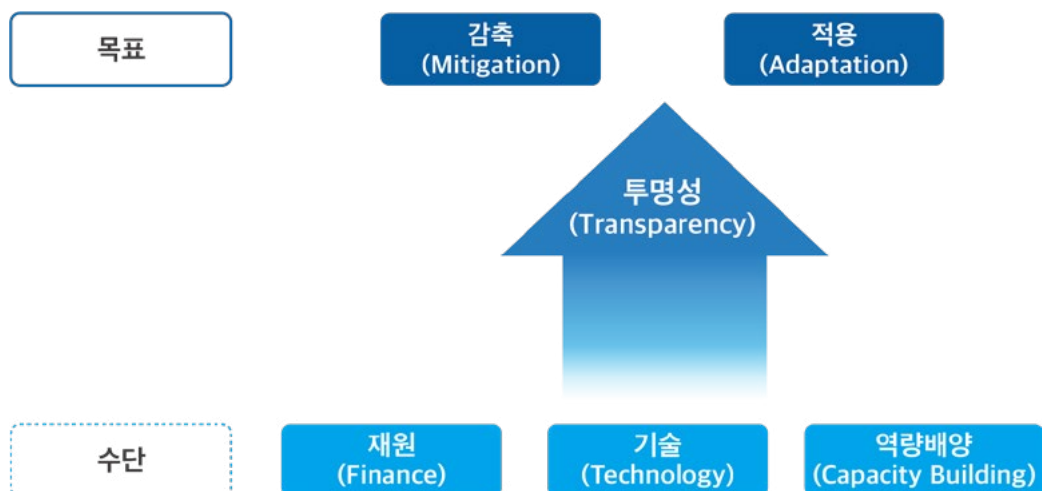 목표
감축
(Mitigation)
적용
(Adaptation)
투명성
(Transparency)
수단
재원
(Finance)
기술
(Technology)
역량배양
(Capacity Building)